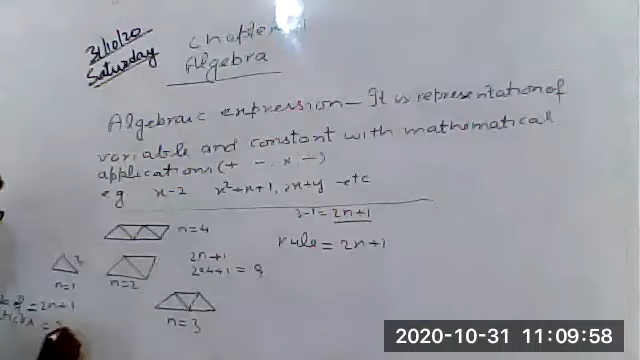 31/10/20
Saturday
Chapter
Algebra
Algebraic expression - It is representation of
variable and constant with mathematical
applications (+ - × ÷)
eg x-2 x²+x+1, 2x+y etc
3-1 = 2n+1
n=4
rule = 2n+1
2n+1
2×4+1 = 9
n=1
n=2
= 2n+1
n=3
2020-10-31 11:09:58